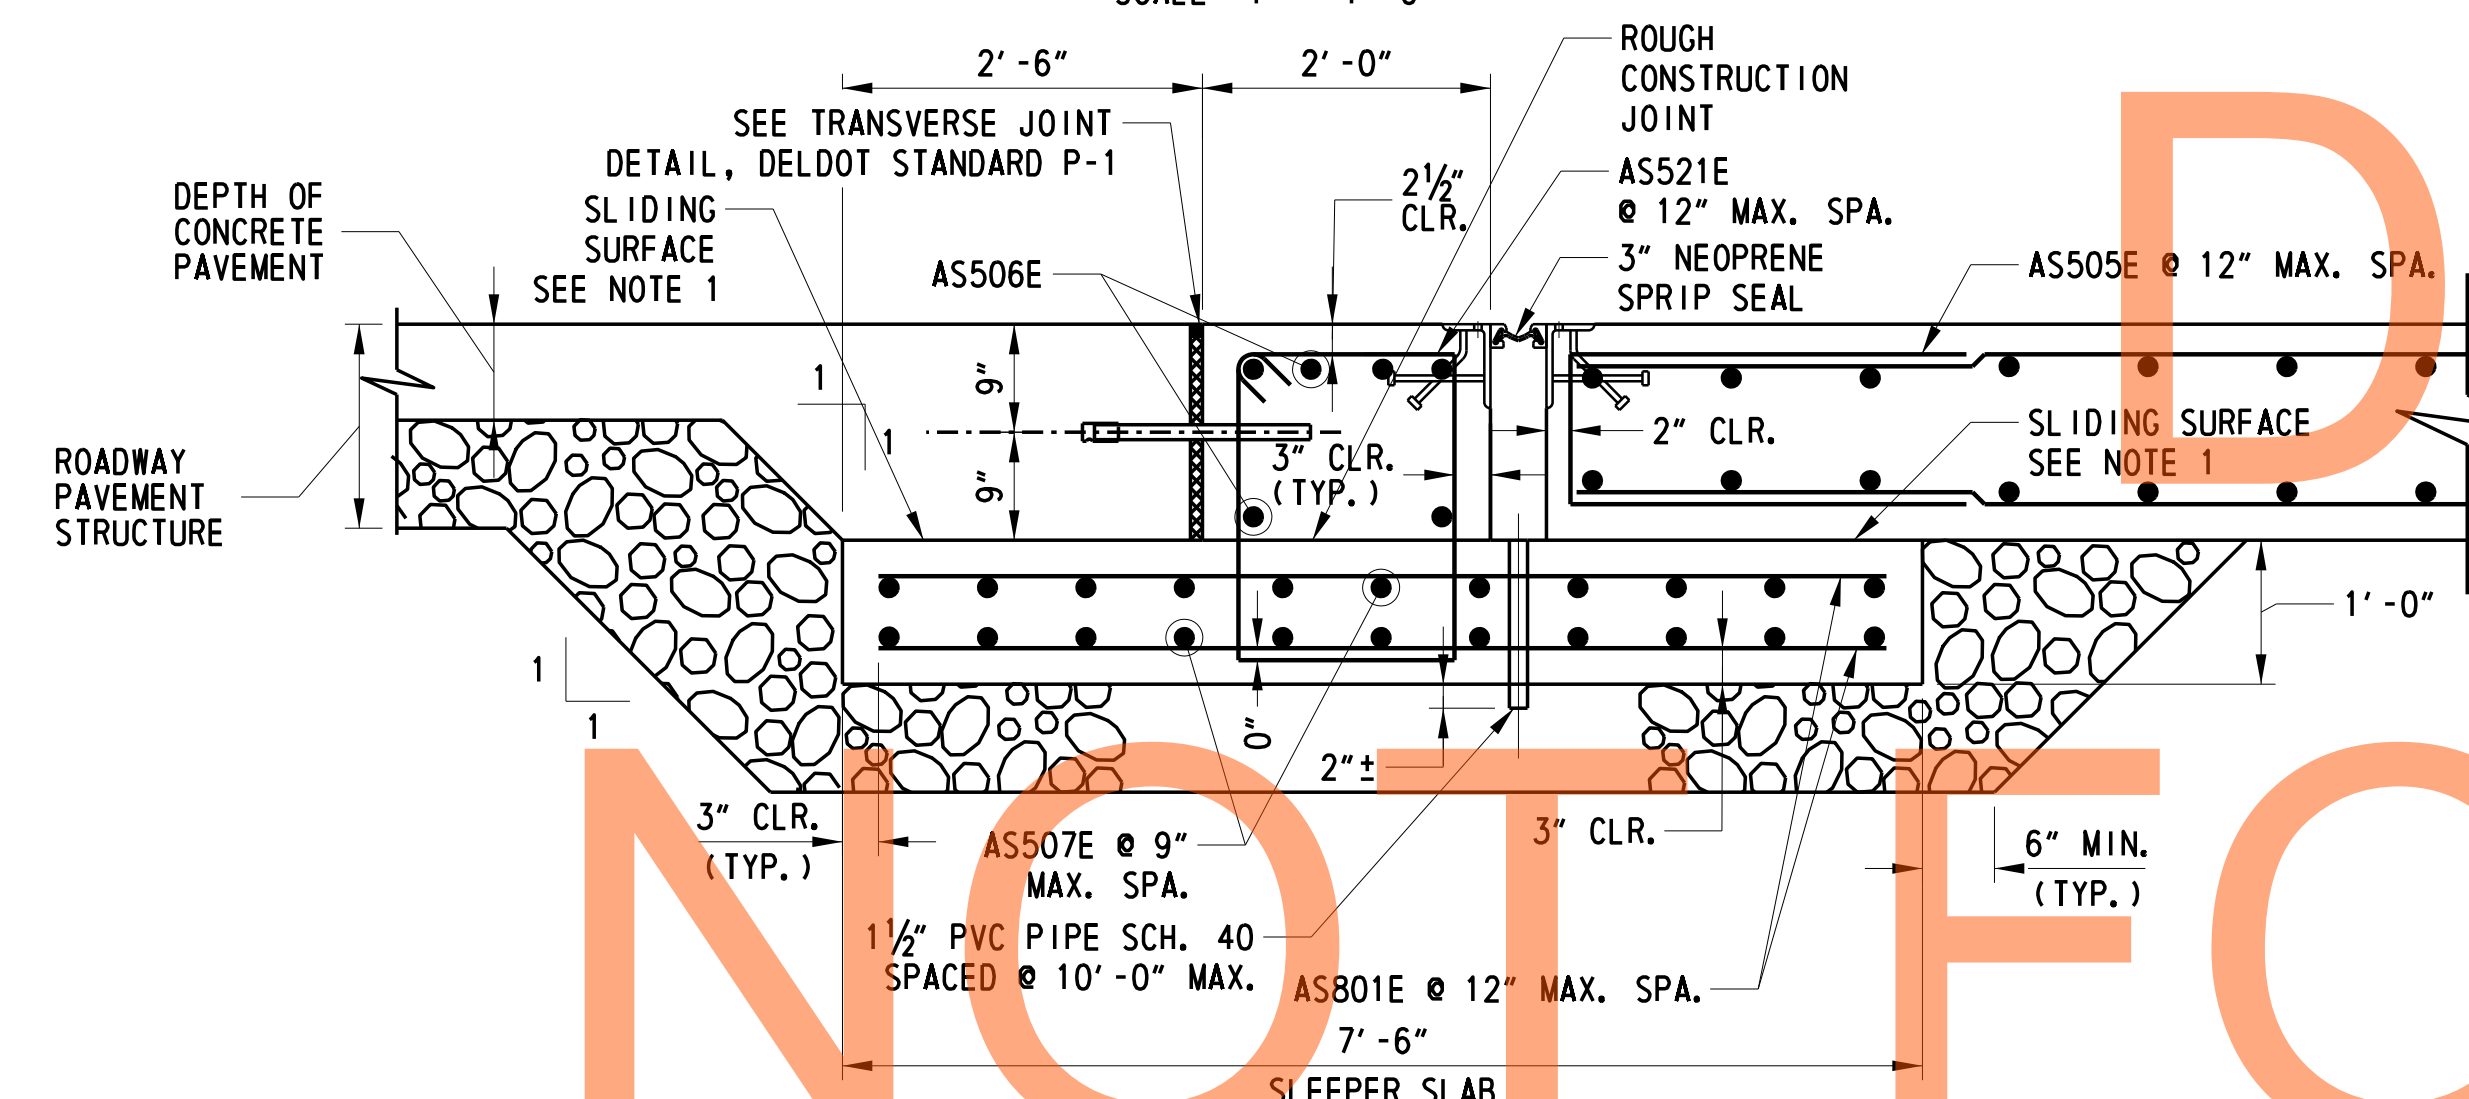 2'-6"
2'-0"
ROUGH
CONSTRUCTION
JOINT
SEE TRANSVERSE JOINT
DETAIL, DELDOT STANDARD P-1
SLIDING
SURFACE
SEE NOTE 1
DEPTH OF
CONCRETE
PAVEMENT
2½"
CLR.
AS521E
@ 12" MAX. SPA.
3" NEOPRENE
SPRIP SEAL
AS505E @ 12" MAX. SPA.
AS506E
1
1
9"
9"
3" CLR.
(TYP.)
2" CLR.
SLIDING SURFACE
SEE NOTE 1
ROADWAY
PAVEMENT
STRUCTURE
1'-0"
1
1
0"
2"±
3" CLR.
(TYP.)
AS507E @ 9"
MAX. SPA.
3" CLR.
6" MIN.
(TYP.)
1½" PVC PIPE SCH. 40
SPACED @ 10'-0" MAX.
AS801E @ 12" MAX. SPA.
7'-6"
SLEEPER SLAB
D
NOT FO